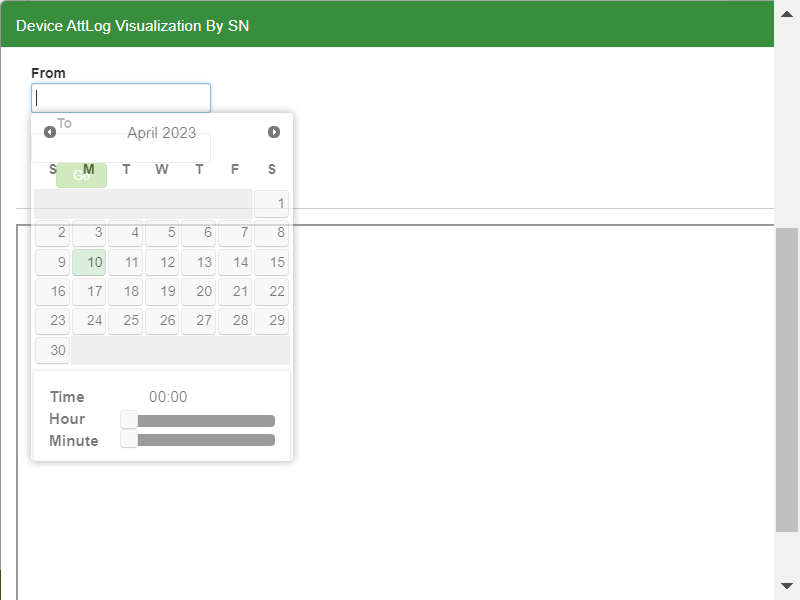 Device AttLog Visualization By SN
From
To
April 2023
S M T W T F S
Go
1
2 3 4 5 6 7 8
9 10 11 12 13 14 15
16 17 18 19 20 21 22
23 24 25 26 27 28 29
30
Time 00:00
Hour
Minute